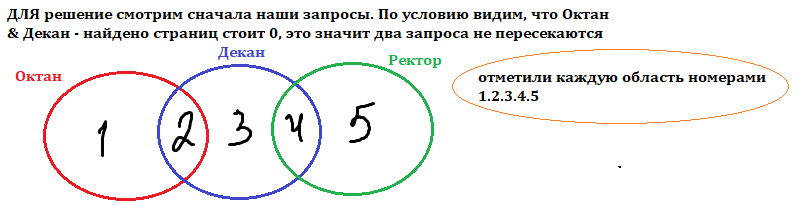 ДЛЯ решение смотрим сначала наши запросы. По условию видим, что Октан
& Декан - найдено страниц стоит 0, это значит два запроса не пересекаются
Октан
Декан
Ректор
1 2 3 4 5
отметили каждую область номерами
1.2.3.4.5